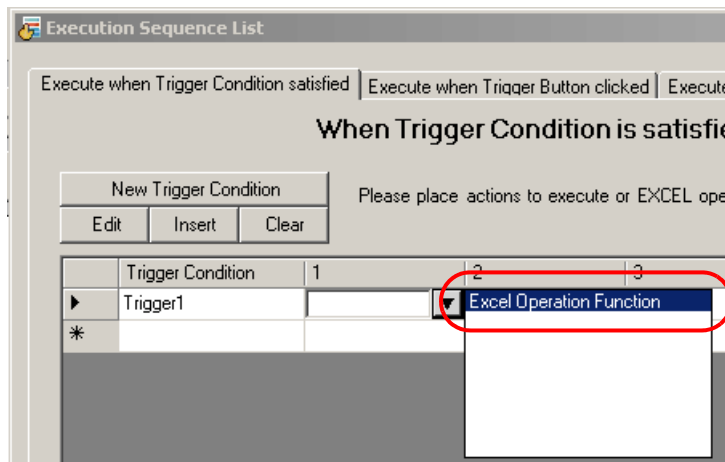 Execution Sequence List
Execute when Trigger Condition satisfied Execute when Trigger Button clicked Execute
When Trigger Condition is satisfie
New Trigger Condition
Please place actions to execute or EXCEL ope
Edit Insert Clear
Trigger Condition 1 2 3
Trigger1 Excel Operation Function